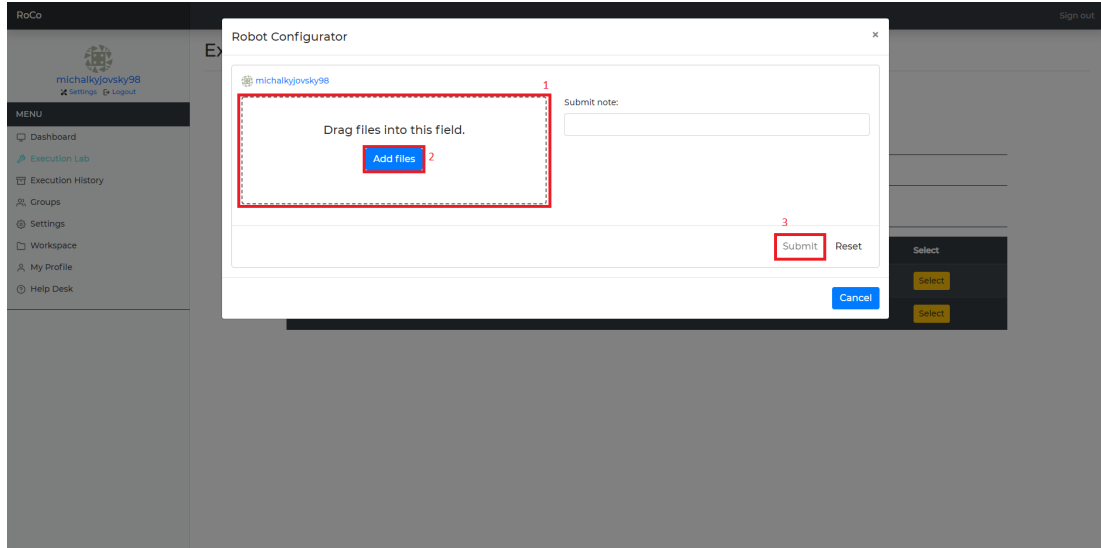 RoCo
Sign out
michalkyjovsky98
Settings Logout
MENU
Dashboard
Execution Lab
Execution History
Groups
Settings
Workspace
My Profile
Help Desk
Ex
Robot Configurator
×
michalkyjovsky98
1
Drag files into this field.
Add files
2
Submit note:
3
Submit
Reset
Cancel
Select
Select
Select